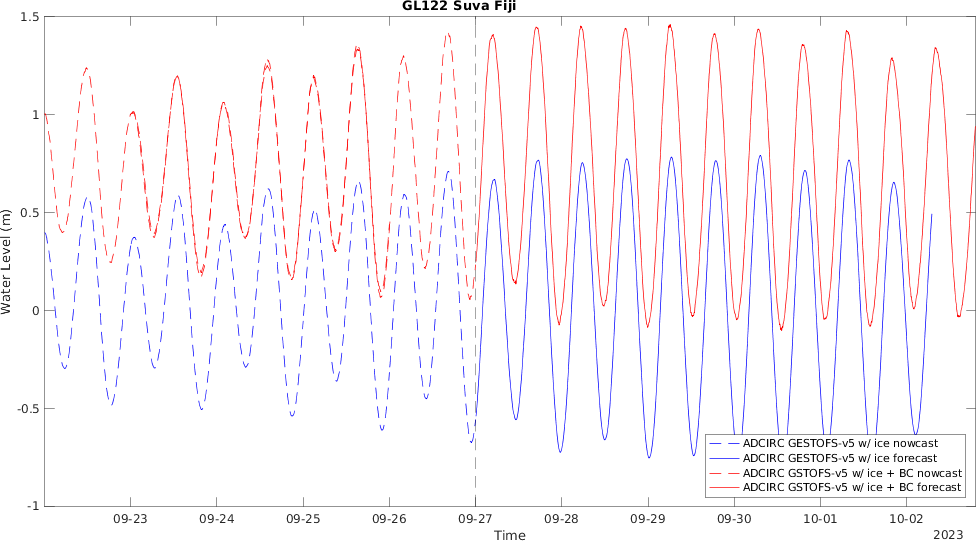 GL122 Suva Fiji
1.5
1
0.5
0
-0.5
-1
Water Level (m)
ADCIRC GESTOFS-v5 w/ ice nowcast
ADCIRC GESTOFS-v5 w/ ice forecast
ADCIRC GSTOFS-v5 w/ ice + BC nowcast
ADCIRC GSTOFS-v5 w/ ice + BC forecast
09-23 09-24 09-25 09-26 09-27 09-28 09-29 09-30 10-01 10-02
Time
2023